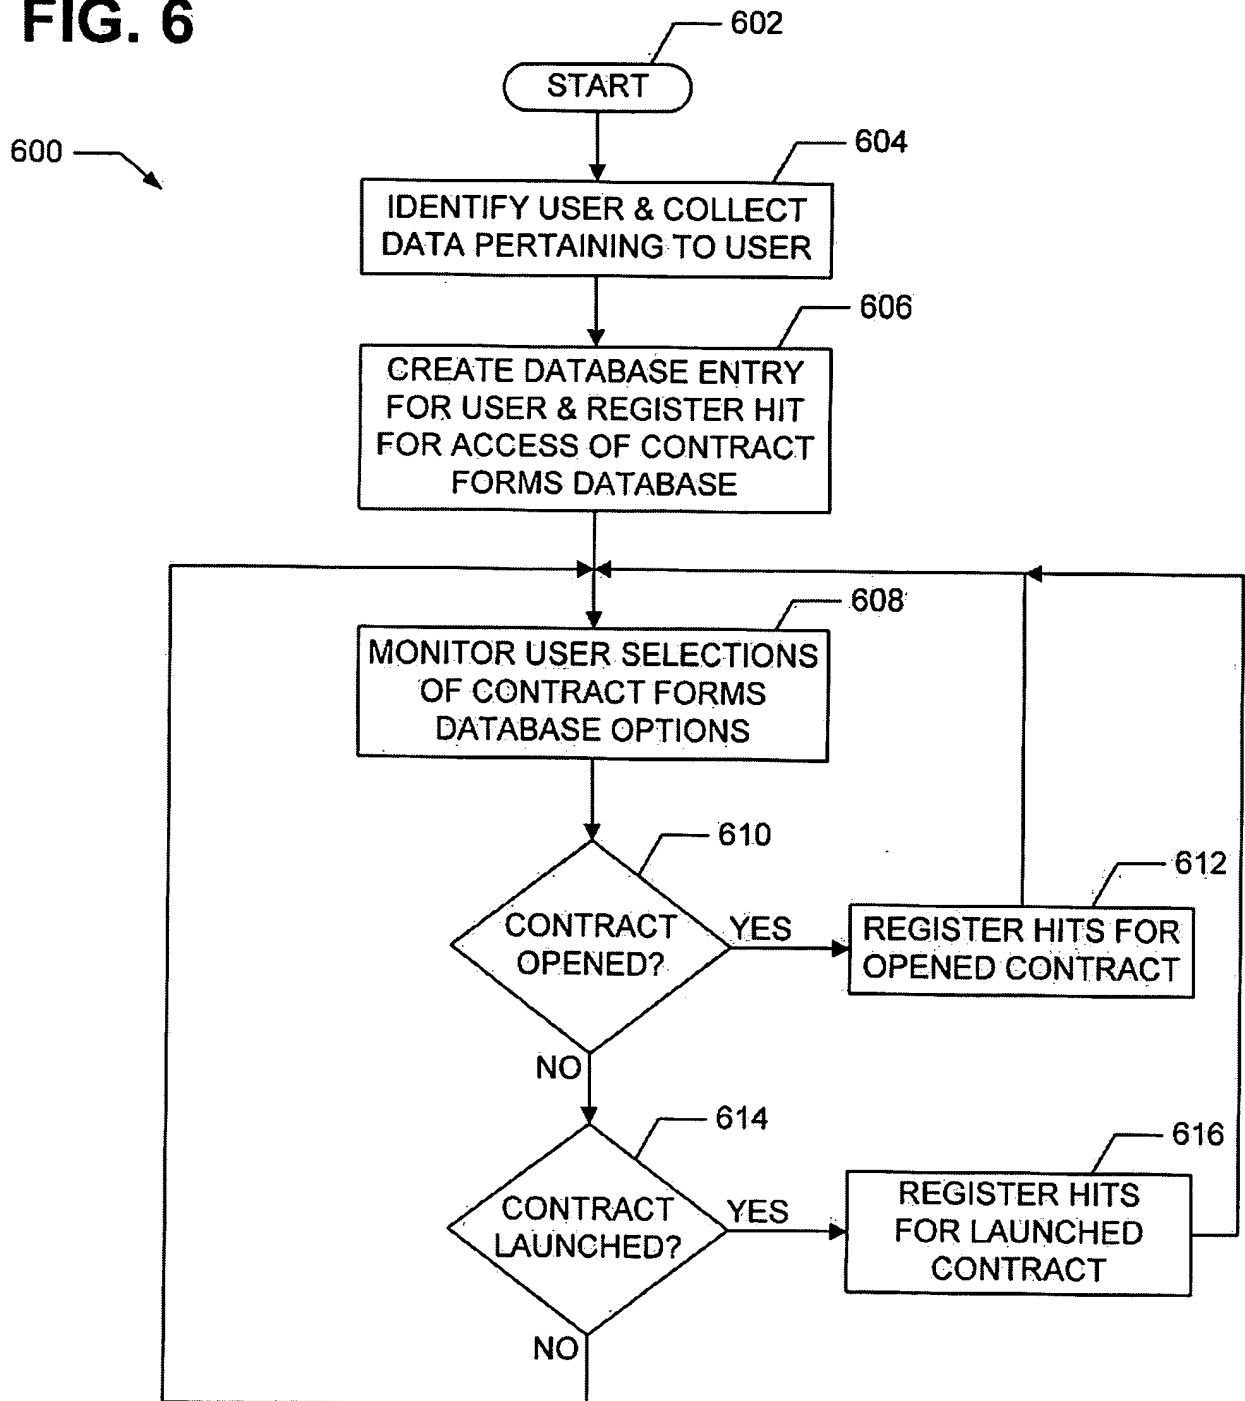 FIG. 6
602
START
600
604
IDENTIFY USER & COLLECT
DATA PERTAINING TO USER
606
CREATE DATABASE ENTRY
FOR USER & REGISTER HIT
FOR ACCESS OF CONTRACT
FORMS DATABASE
608
MONITOR USER SELECTIONS
OF CONTRACT FORMS
DATABASE OPTIONS
610
CONTRACT
OPENED?
YES
612
REGISTER HITS FOR
OPENED CONTRACT
NO
614
CONTRACT
LAUNCHED?
YES
616
REGISTER HITS
FOR LAUNCHED
CONTRACT
NO